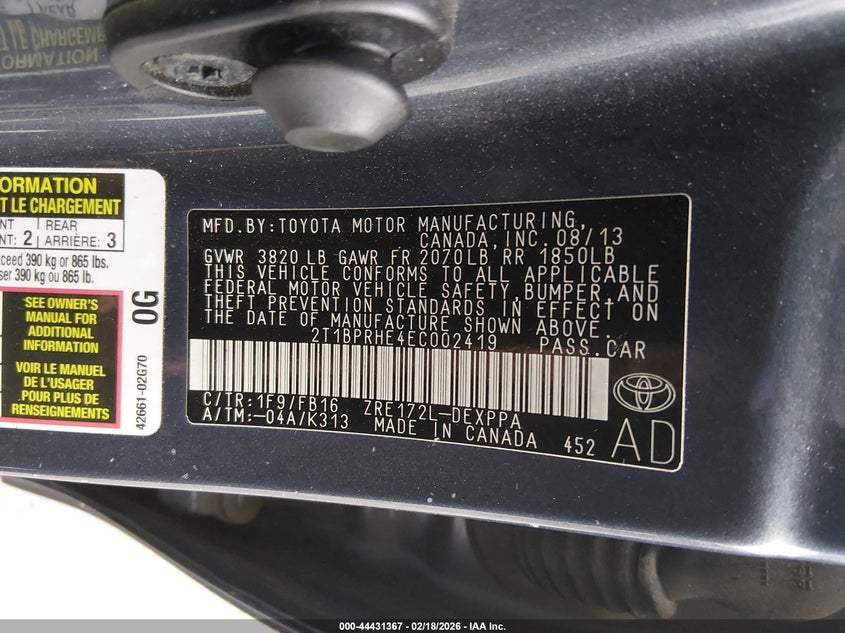 ORMATION
T LE CHARGEMENT
NT 2 REAR
NT: ARRIÈRE: 3
ceed 390 kg or 865 lbs.
ser 390 kg ou 865 lb.
SEE OWNER'S
MANUAL FOR
ADDITIONAL
INFORMATION
VOIR LE MANUEL
DE L'USAGER
POUR PLUS DE
RENSEIGNEMENTS
0G
42661-02G70
MFD.BY:TOYOTA MOTOR MANUFACTURING,
CANADA, INC. 08/13
GVWR 3820LB GAWR FR 2070LB RR 1850LB
THIS VEHICLE CONFORMS TO ALL APPLICABLE
FEDERAL MOTOR VEHICLE SAFETY, BUMPER, AND
THEFT PREVENTION STANDARDS IN EFFECT ON
THE DATE OF MANUFACTURE SHOWN ABOVE.
2T1BPRHE4EC002419 PASS.CAR
C/TR:1F9/FB16 ZRE172L-DEXPPA
A/TM:-04A/K313 MADE IN CANADA 452
AD
000-44431367 - 02/18/2026 - IAA Inc.